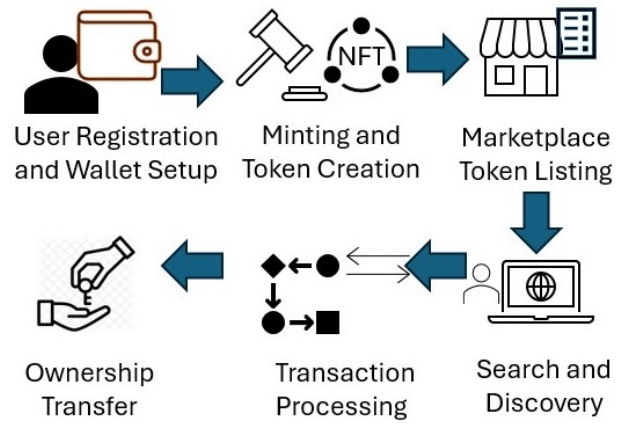 NFT
User Registration
and Wallet Setup
Minting and
Token Creation
Marketplace
Token Listing
Ownership
Transfer
Transaction
Processing
Search and
Discovery